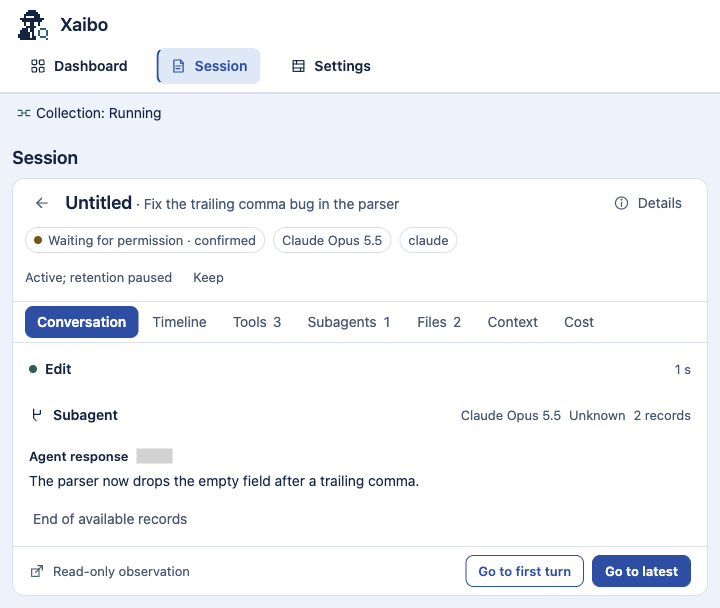 Xaibo
Dashboard Session Settings
Collection: Running
Session
Untitled · Fix the trailing comma bug in the parser Details
Waiting for permission · confirmed Claude Opus 5.5 claude
Active; retention paused Keep
Conversation Timeline Tools 3 Subagents 1 Files 2 Context Cost
Edit 1 s
Subagent Claude Opus 5.5 Unknown 2 records
Agent response
The parser now drops the empty field after a trailing comma.
End of available records
Read-only observation Go to first turn Go to latest